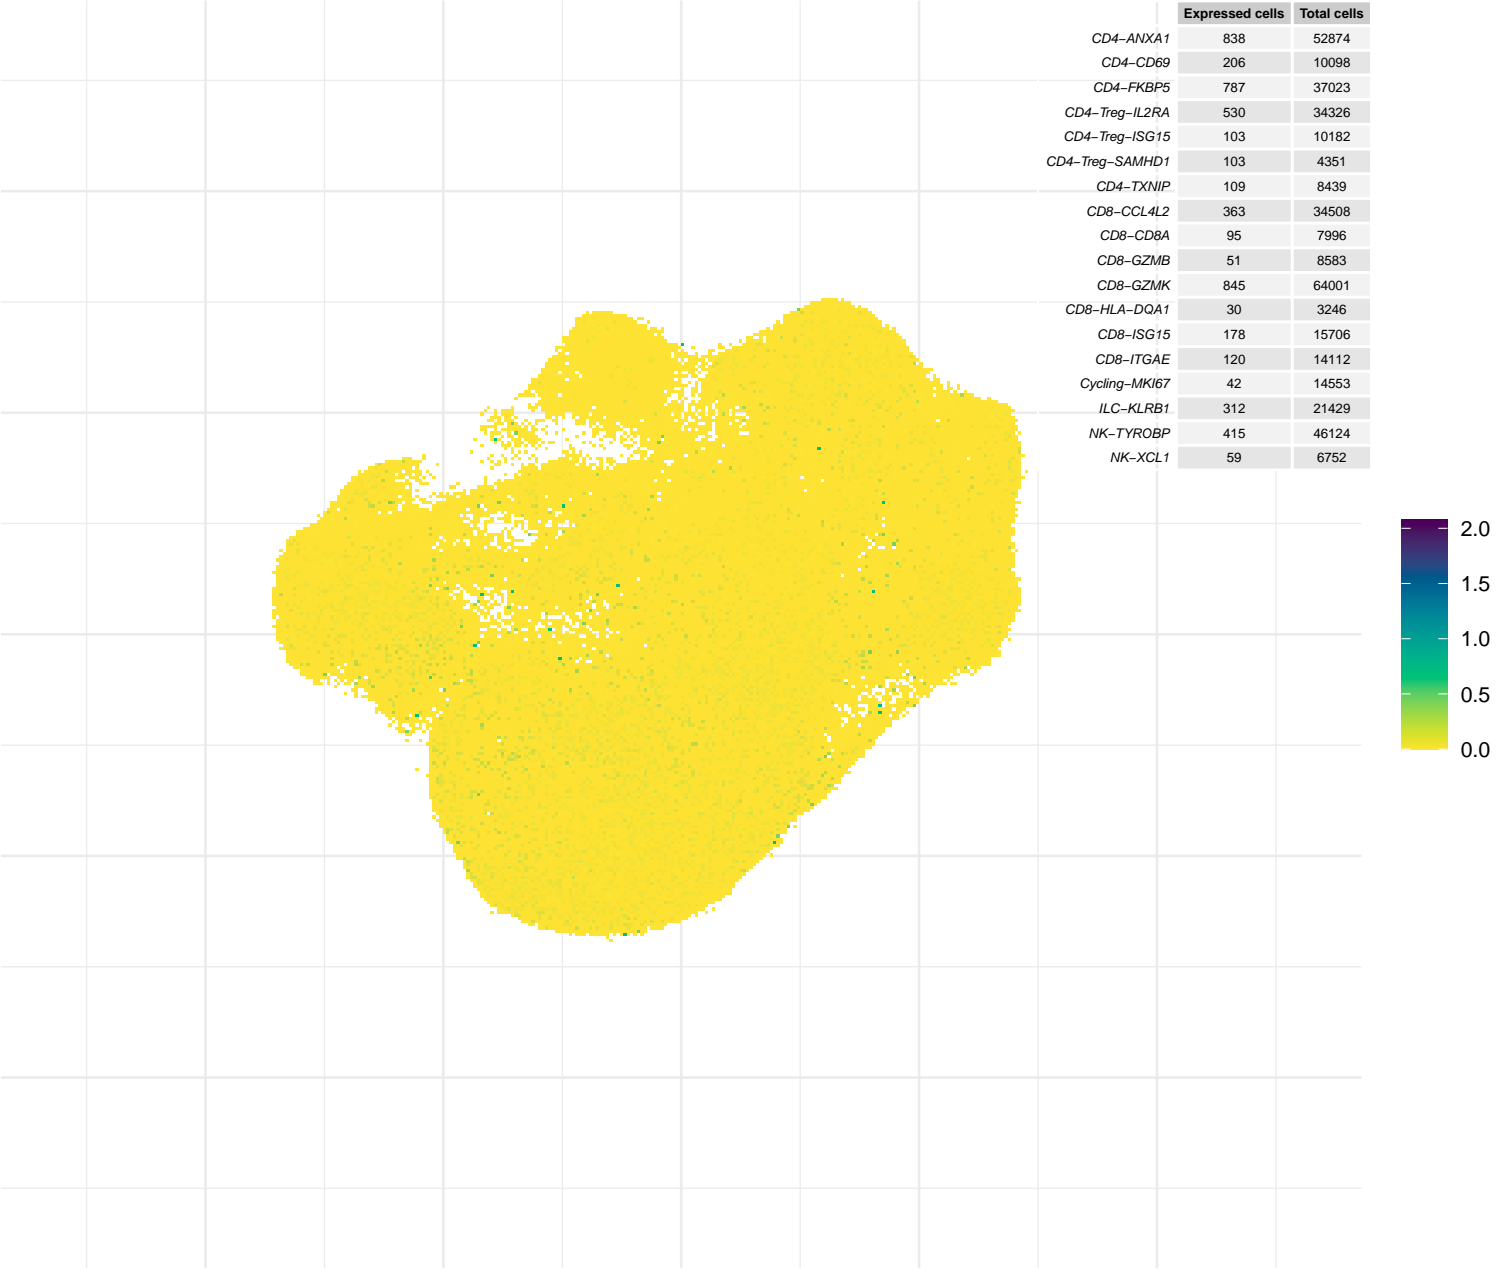 Expressed cells Total cells
CD4−ANXA1 838 52874
CD4−CD69 206 10098
CD4−FKBP5 787 37023
CD4−Treg−IL2RA 530 34326
CD4−Treg−ISG15 103 10182
CD4−Treg−SAMHD1 103 4351
CD4−TXNIP 109 8439
CD8−CCL4L2 363 34508
CD8−CD8A 95 7996
CD8−GZMB 51 8583
CD8−GZMK 845 64001
CD8−HLA−DQA1 30 3246
CD8−ISG15 178 15706
CD8−ITGAE 120 14112
Cycling−MKI67 42 14553
ILC−KLRB1 312 21429
NK−TYROBP 415 46124
NK−XCL1 59 6752
2.0
1.5
1.0
0.5
0.0